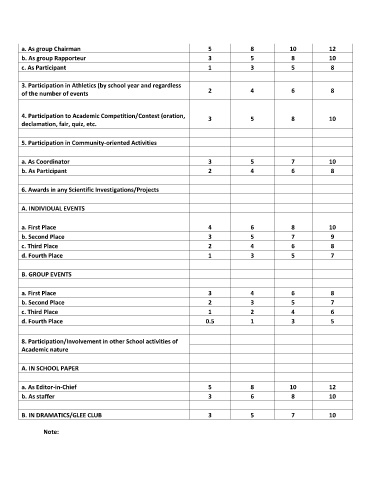 a. As group Chairman 5 8 10 12
b. As group Rapporteur 3 5 8 10
c. As Participant 1 3 5 8
3. Participation in Athletics (by school year and regardless
of the number of events 2 4 6 8
4. Participation to Academic Competition/Contest (oration,
declamation, fair, quiz, etc. 3 5 8 10
5. Participation in Community-oriented Activities
a. As Coordinator 3 5 7 10
b. As Participant 2 4 6 8
6. Awards in any Scientific Investigations/Projects
A. INDIVIDUAL EVENTS
a. First Place 4 6 8 10
b. Second Place 3 5 7 9
c. Third Place 2 4 6 8
d. Fourth Place 1 3 5 7
B. GROUP EVENTS
a. First Place 3 4 6 8
b. Second Place 2 3 5 7
c. Third Place 1 2 4 6
d. Fourth Place 0.5 1 3 5
8. Participation/Involvement in other School activities of
Academic nature
A. IN SCHOOL PAPER
a. As Editor-in-Chief 5 8 10 12
b. As staffer 3 6 8 10
B. IN DRAMATICS/GLEE CLUB 3 5 7 10
Note: